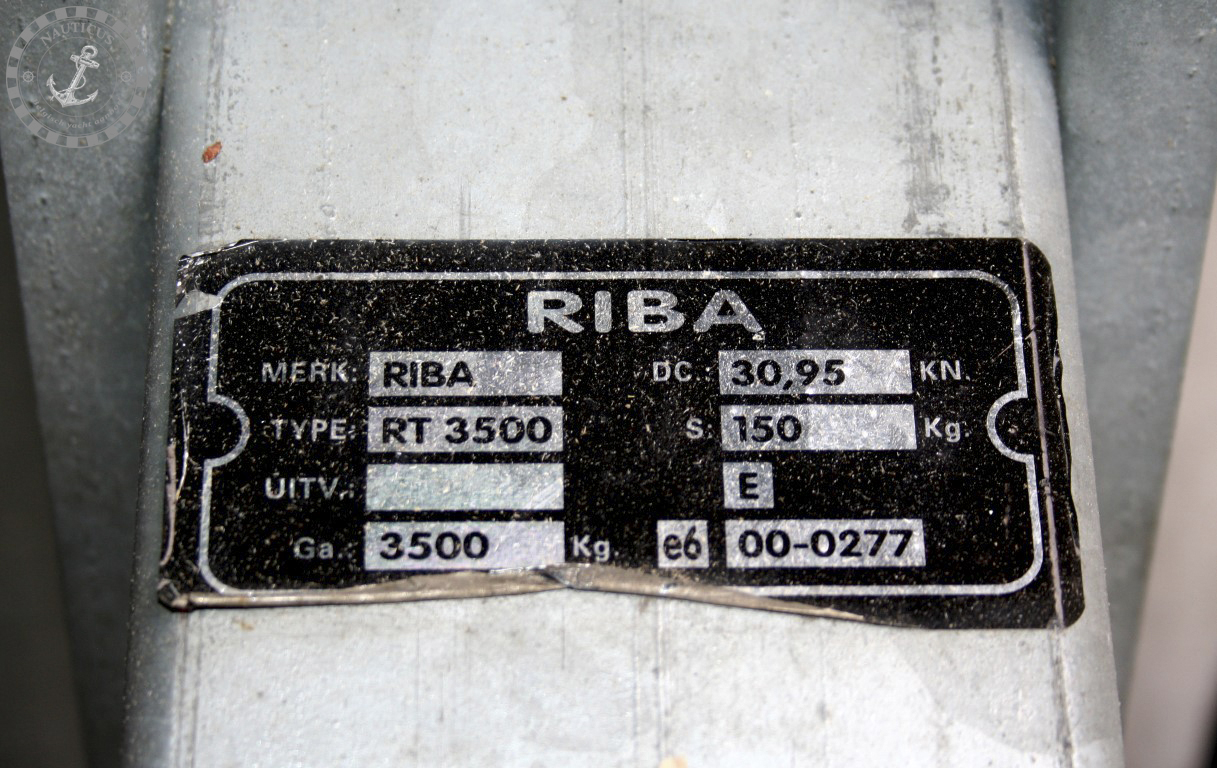 NAUTICUS
RIBA
MERK: RIBA DC.: 30,95 KN.
TYPE: RT 3500 S. 150 Kg.
UITV.: E
Ga.: 3500 Kg. e6 00-0277